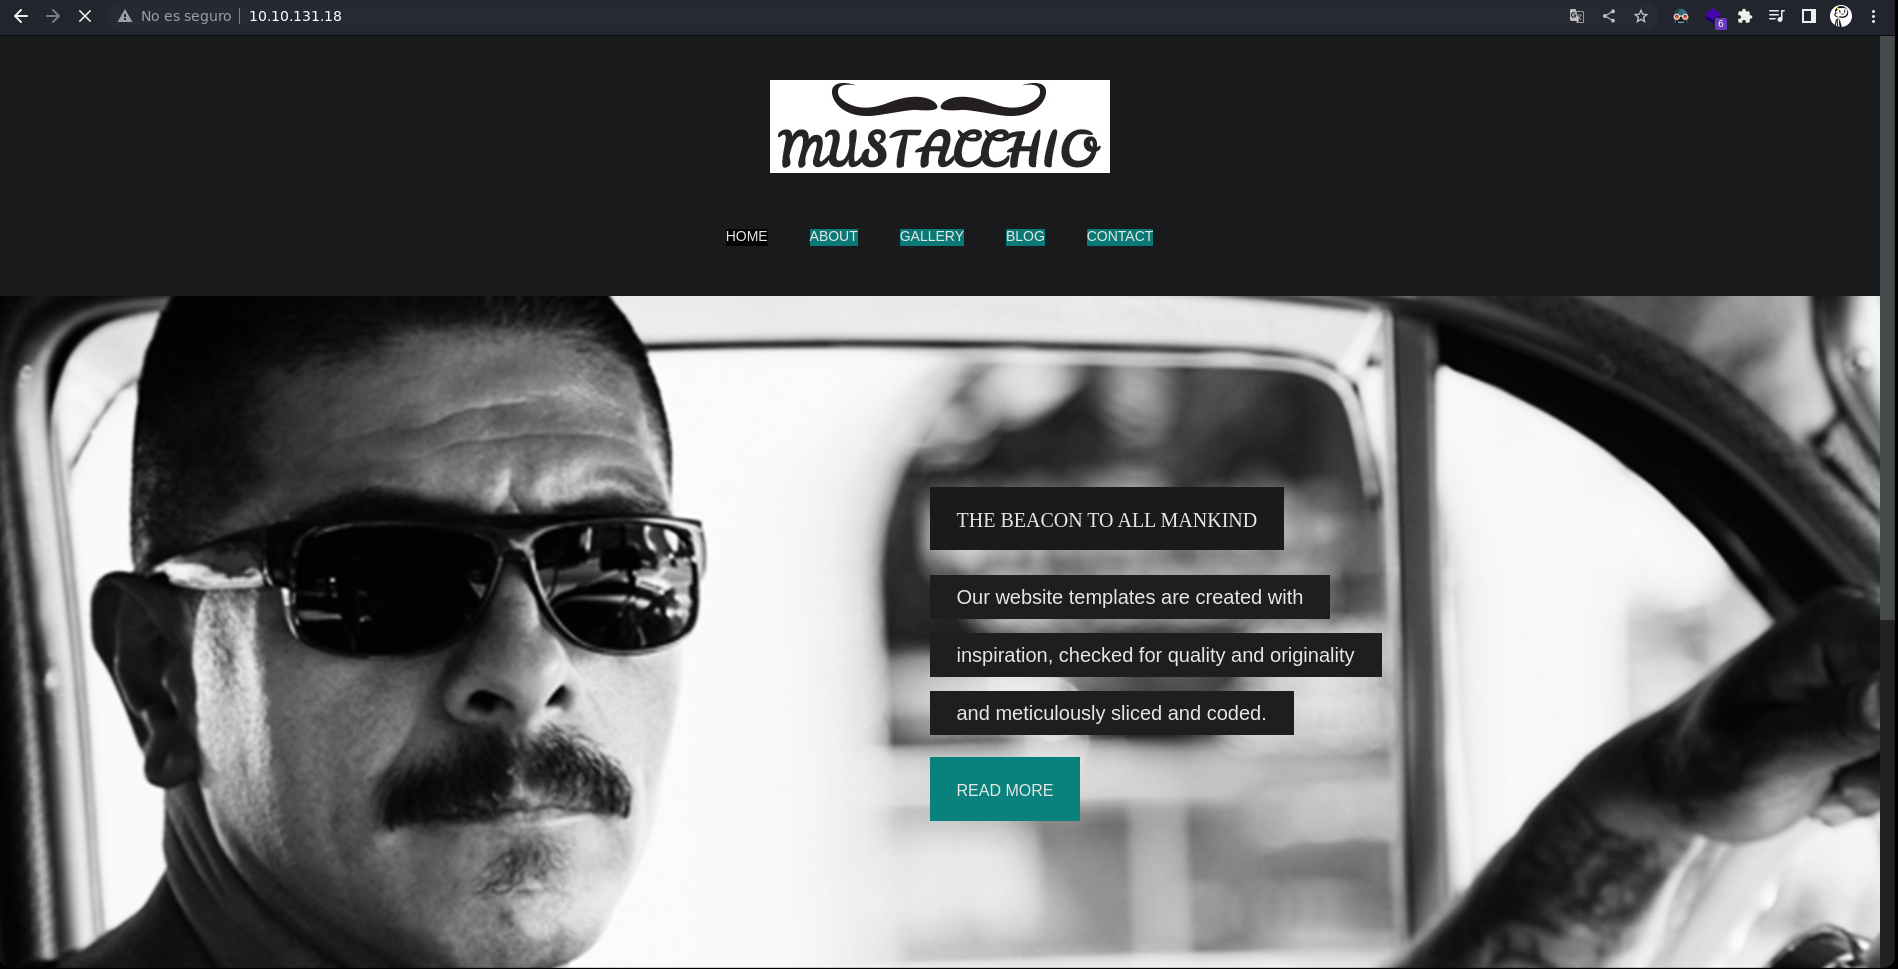 No es seguro 10.10.131.18
6
MUSTACCHIO
HOME ABOUT GALLERY BLOG CONTACT
THE BEACON TO ALL MANKIND
Our website templates are created with
inspiration, checked for quality and originality
and meticulously sliced and coded.
READ MORE